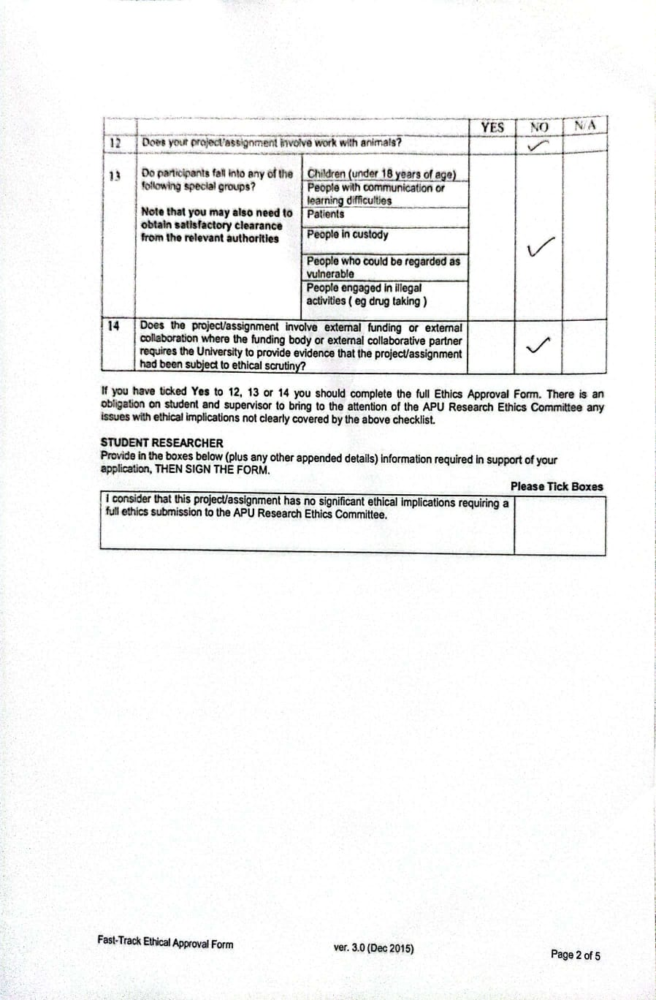 YES NO N/A
12 Does your project/assignment involve work with animals? ✓
13 Do participants fall into any of the
following special groups?
Note that you may also need to
obtain satisfactory clearance
from the relevant authorities
Children (under 18 years of age)
People with communication or
learning difficulties
Patients
People in custody
✓
People who could be regarded as
vulnerable
People engaged in illegal
activities ( eg drug taking )
14 Does the project/assignment involve external funding or external
collaboration where the funding body or external collaborative partner
requires the University to provide evidence that the project/assignment
had been subject to ethical scrutiny?
✓
If you have ticked Yes to 12, 13 or 14 you should complete the full Ethics Approval Form. There is an
obligation on student and supervisor to bring to the attention of the APU Research Ethics Committee any
issues with ethical implications not clearly covered by the above checklist.
STUDENT RESEARCHER
Provide in the boxes below (plus any other appended details) information required in support of your
application, THEN SIGN THE FORM.
Please Tick Boxes
I consider that this project/assignment has no significant ethical implications requiring a
full ethics submission to the APU Research Ethics Committee.
Fast-Track Ethical Approval Form
ver. 3.0 (Dec 2015)
Page 2 of 5